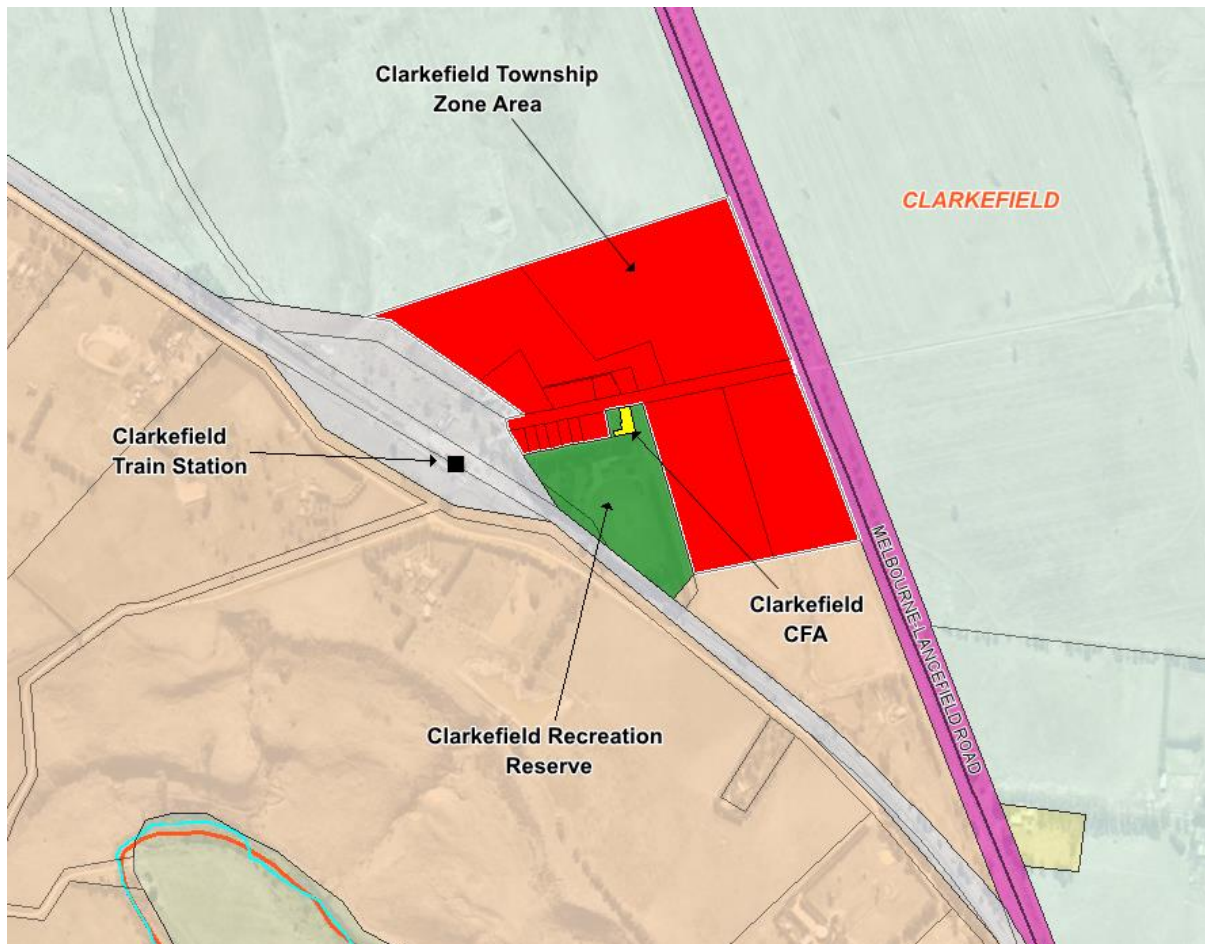 Clarkefield Township
Zone Area
CLARKEFIELD
Clarkefield
Train Station
MELBOURNE-LANCEFIELD ROAD
Clarkefield
CFA
Clarkefield Recreation
Reserve